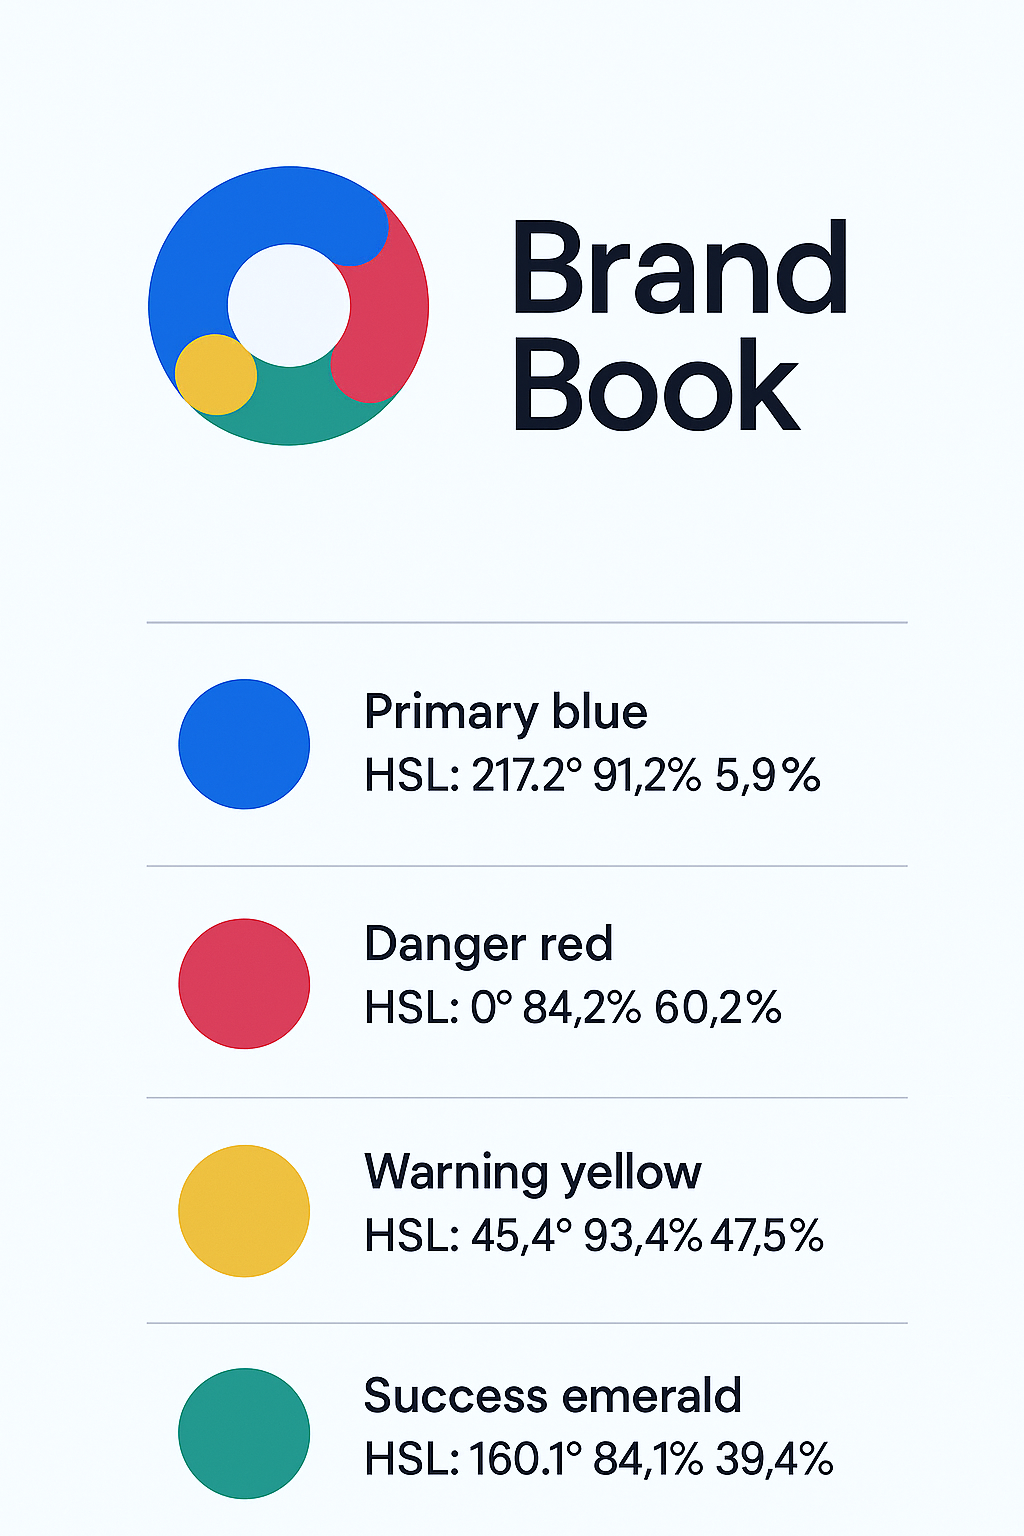 Brand
Book
Primary blue
HSL: 217.2° 91,2% 5,9%
Danger red
HSL: 0° 84,2% 60,2%
Warning yellow
HSL: 45,4° 93,4% 47,5%
Success emerald
HSL: 160.1° 84,1% 39,4%